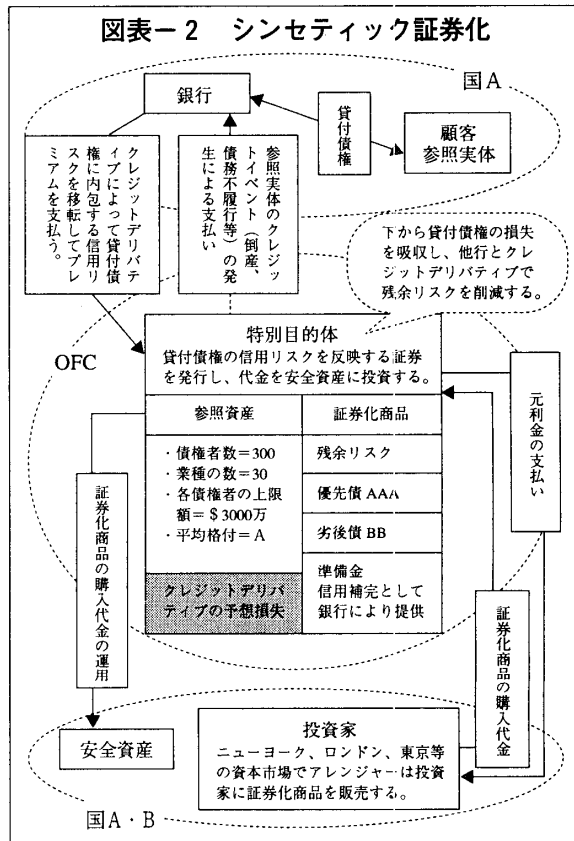 図表－2　シンセティック証券化
国A
銀行
貸付債権
顧客
参照実体
クレジットデリバテ
ィブによって貸付債
権に内包する信用リ
スクを移転してプレ
ミアムを支払う。
参照実体のクレジッ
トイベント（倒産、
債務不履行等）の発
生による支払い
下から貸付債権の損失
を吸収し、他行とクレ
ジットデリバティブで
残余リスクを削減する。
OFC
特別目的体
貸付債権の信用リスクを反映する証券
を発行し、代金を安全資産に投資する。
参照資産
証券化商品
・債権者数＝300
・業種の数＝30
・各債権者の上限
額＝＄3000万
・平均格付＝A
クレジットデリバ
ティブの予想損失
残余リスク
優先債 AAA
劣後債 BB
準備金
信用補完として
銀行により提供
元利金の支払い
証券化商品の購入代金の運用
証券化商品の購入代金
安全資産
投資家
ニューヨーク、ロンドン、東京等
の資本市場でアレンジャーは投資
家に証券化商品を販売する。
国A・B